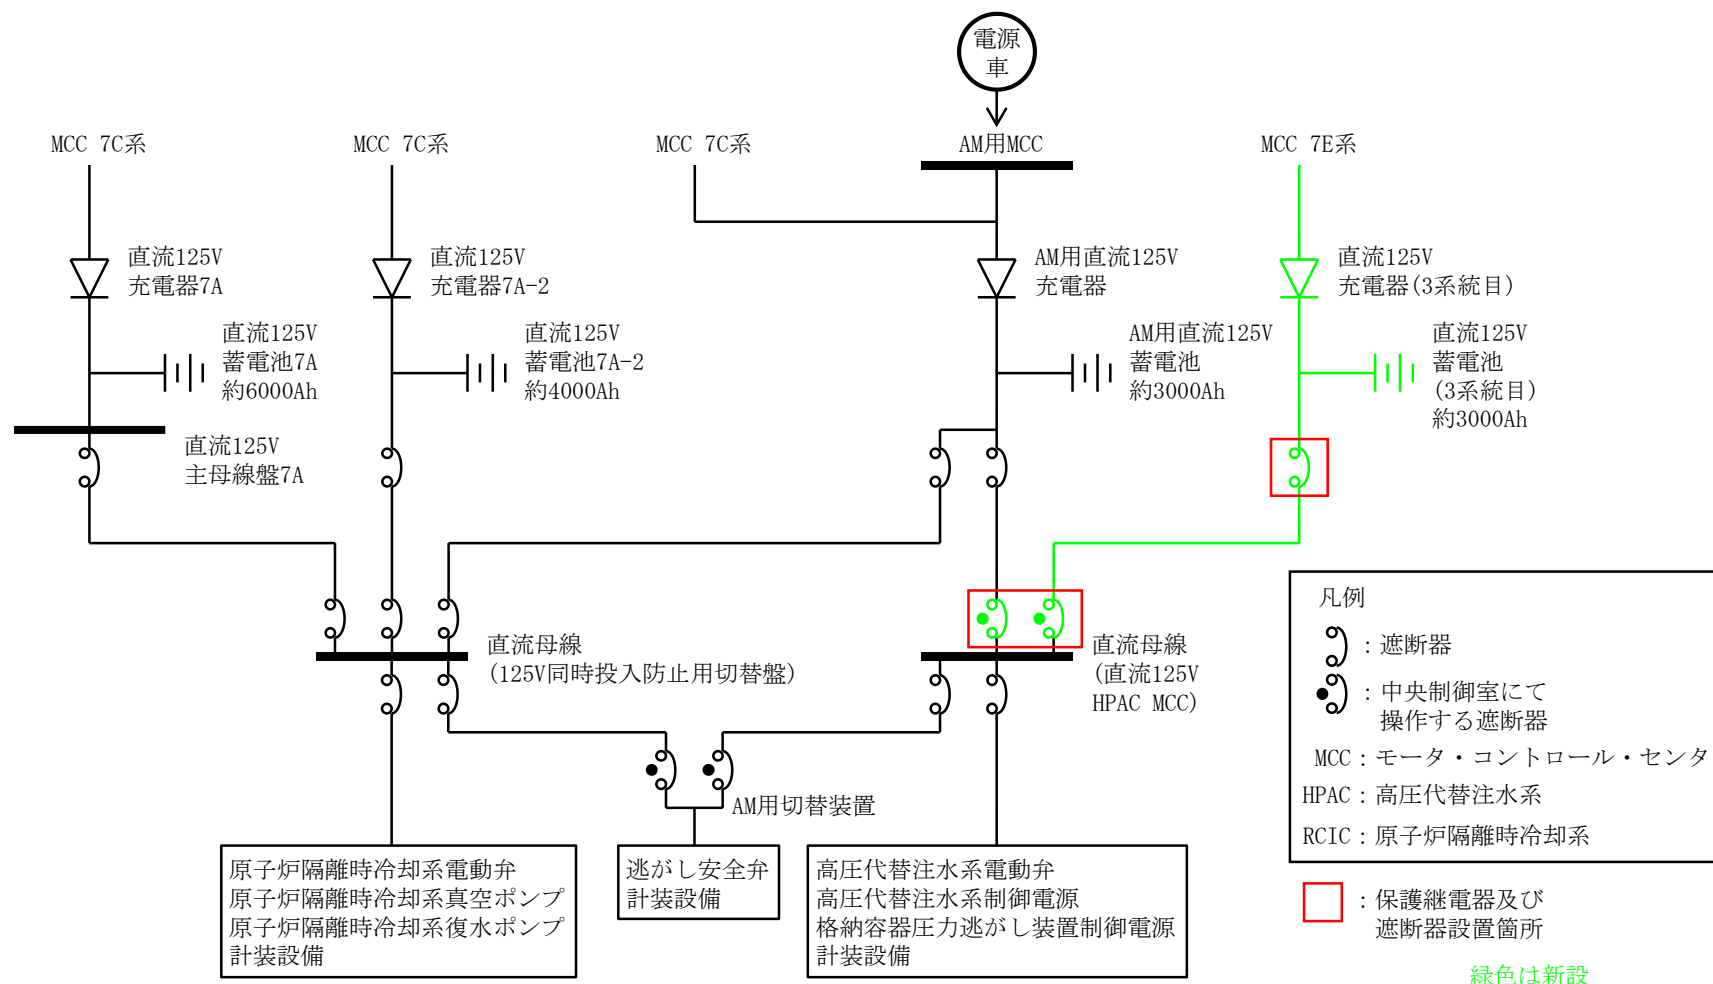 電源
車
MCC 7C系
MCC 7C系
MCC 7C系
AM用MCC
MCC 7E系
直流125V
充電器7A
直流125V
充電器7A-2
AM用直流125V
充電器
直流125V
充電器(3系統目)
直流125V
蓄電池7A
約6000Ah
直流125V
蓄電池7A-2
約4000Ah
AM用直流125V
蓄電池
約3000Ah
直流125V
蓄電池
(3系統目)
約3000Ah
直流125V
主母線盤7A
直流母線
(125V同時投入防止用切替盤)
直流母線
(直流125V
HPAC MCC)
AM用切替装置
原子炉隔離時冷却系電動弁
原子炉隔離時冷却系真空ポンプ
原子炉隔離時冷却系復水ポンプ
計装設備
逃がし安全弁
計装設備
高圧代替注水系電動弁
高圧代替注水系制御電源
格納容器圧力逃がし装置制御電源
計装設備
凡例
：遮断器
：中央制御室にて
操作する遮断器
MCC：モータ・コントロール・センタ
HPAC：高圧代替注水系
RCIC：原子炉隔離時冷却系
：保護継電器及び
遮断器設置箇所
緑色は新設